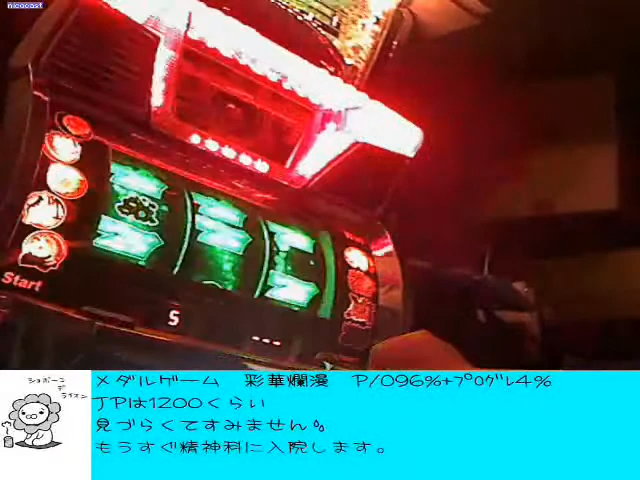 nicocast
Start
5
---
ショボーン
デ
ライオン
メダルゲーム　彩華爛漫　P/O96%+ﾌﾟﾛｸﾞﾚ4%
JPは1200くらい
見づらくてすみません。
もうすぐ精神科に入院します。